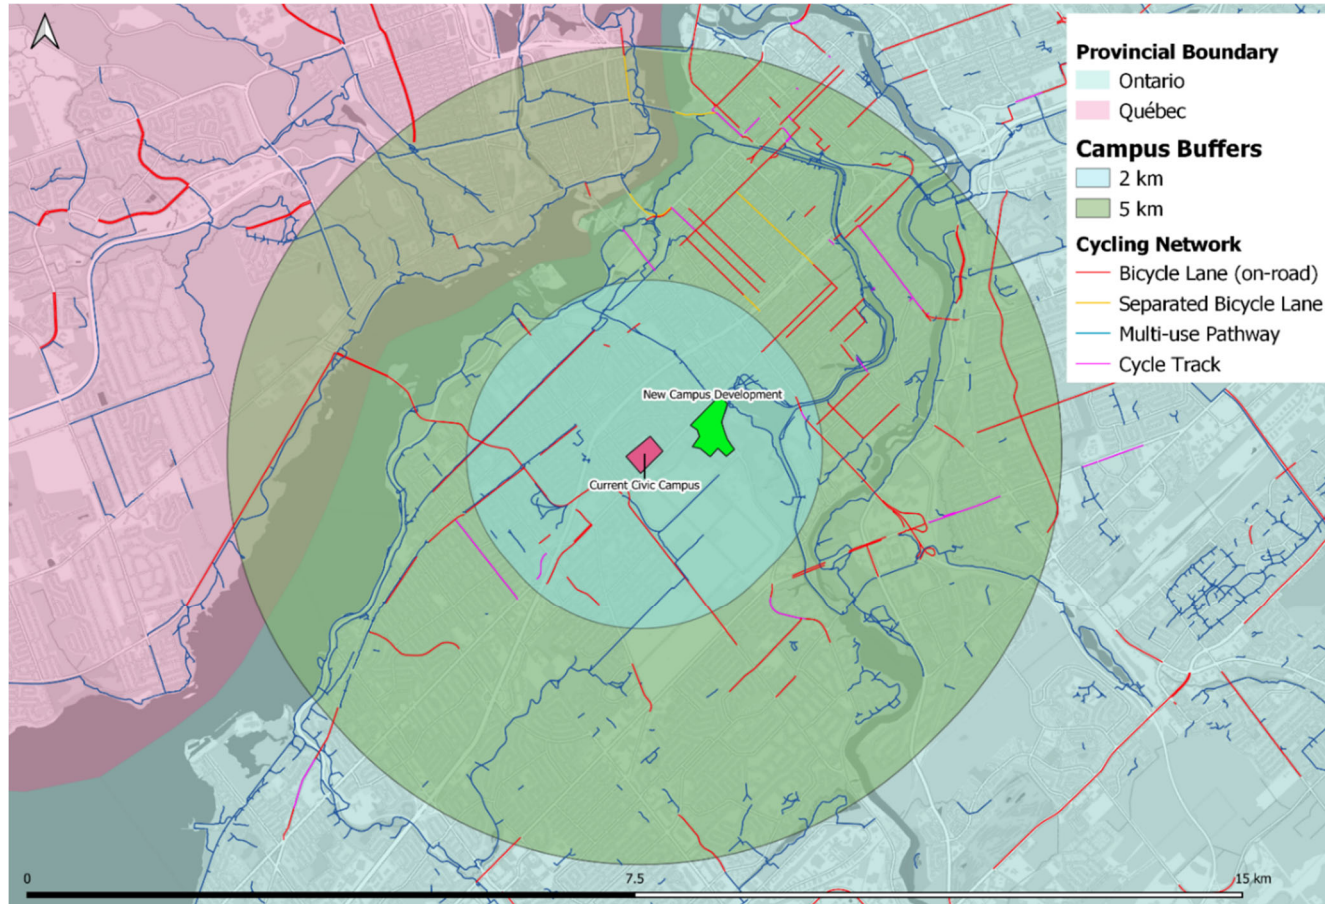 Provincial Boundary
Ontario
Québec
Campus Buffers
2 km
5 km
Cycling Network
Bicycle Lane (on-road)
Separated Bicycle Lane
Multi-use Pathway
Cycle Track
New Campus Development
Current Civic Campus
0
7.5
15 km